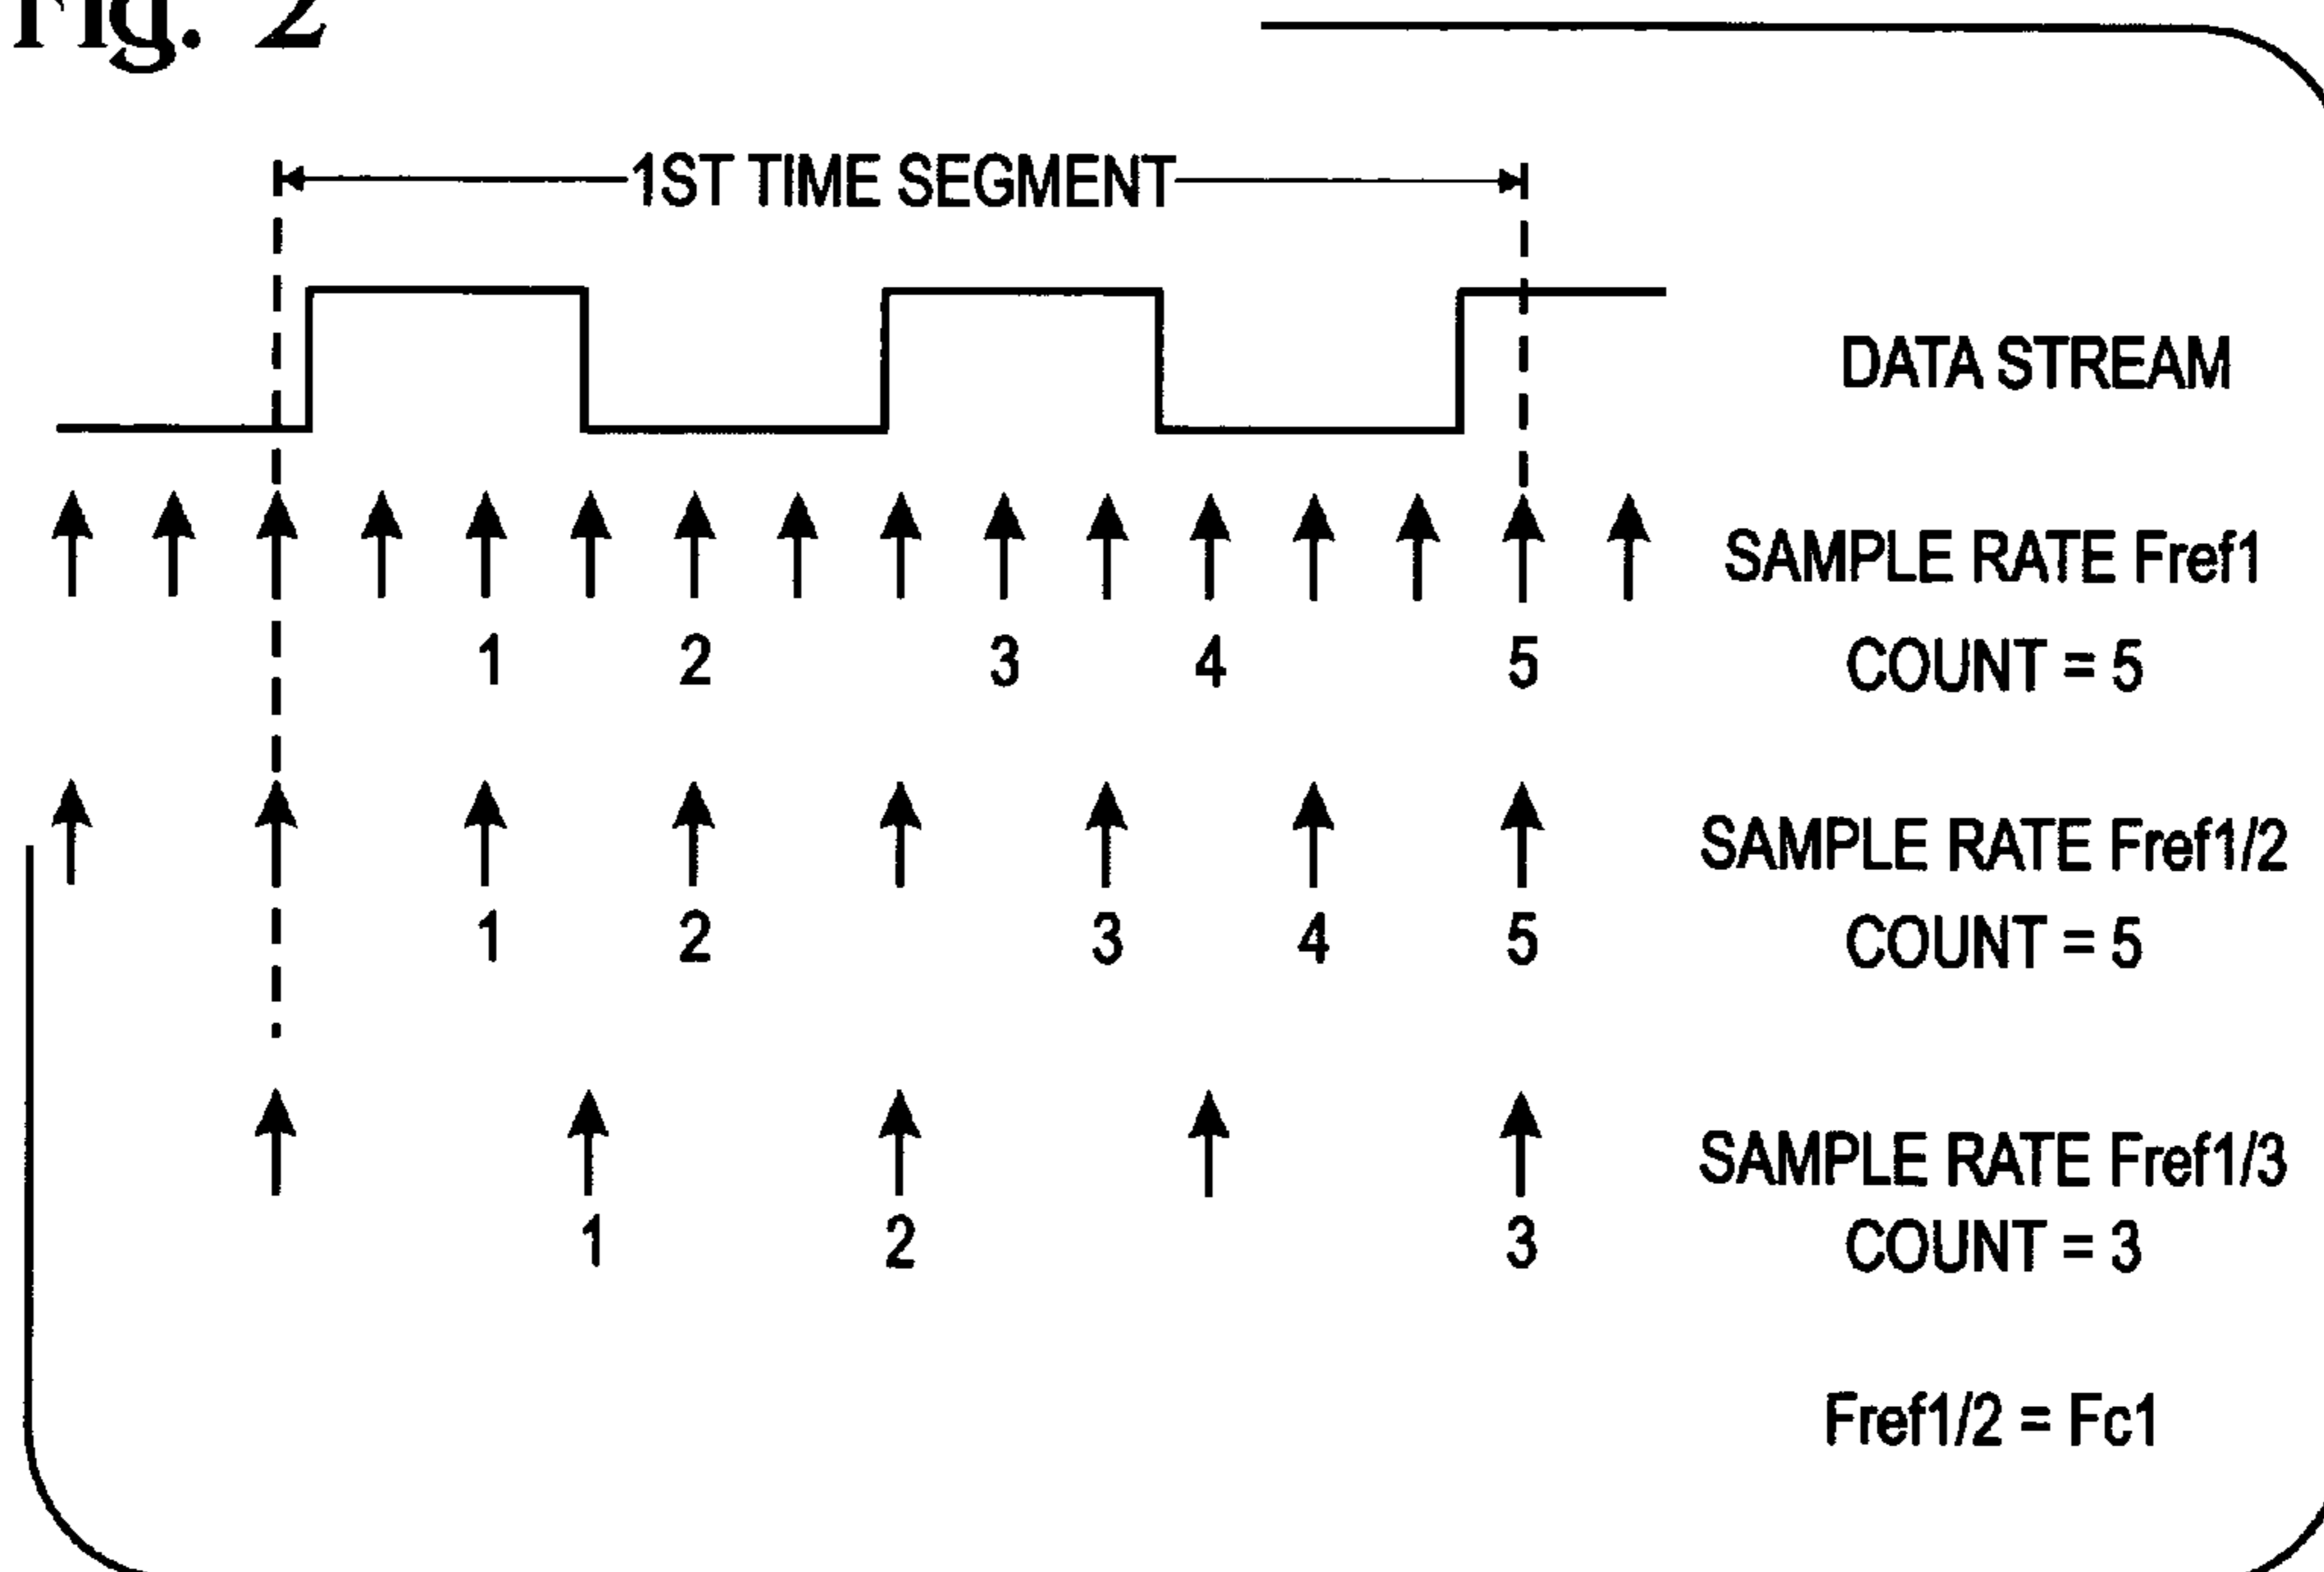 Fig. 2
1ST TIME SEGMENT
DATA STREAM
SAMPLE RATE Fref1
1 2 3 4 5 COUNT = 5
SAMPLE RATE Fref1/2
1 2 3 4 5 COUNT = 5
SAMPLE RATE Fref1/3
1 2 3 COUNT = 3
Fref1/2 = Fc1